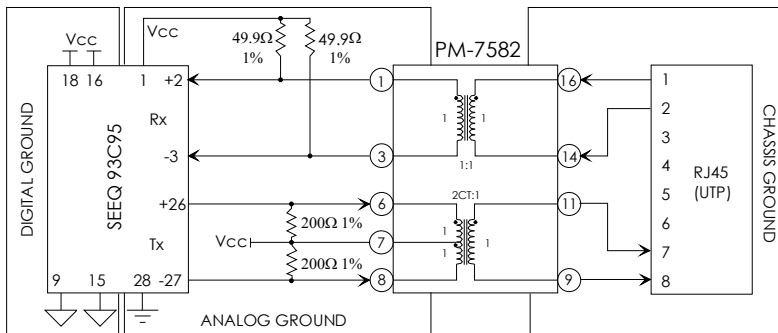 Vcc
Vcc
49.9Ω
1%
49.9Ω
1%
PM-7582
18
16
1
+2
1
16
1
2
3
4
5
6
7
8
Rx
1
1
-3
3
1:1
14
SEEQ 93C95
RJ45
(UTP)
DIGITAL GROUND
CHASSIS GROUND
+26
6
2CT:1
11
200Ω 1%
Tx
Vcc
7
1
1
1
200Ω 1%
9
15
28
-27
8
9
ANALOG GROUND